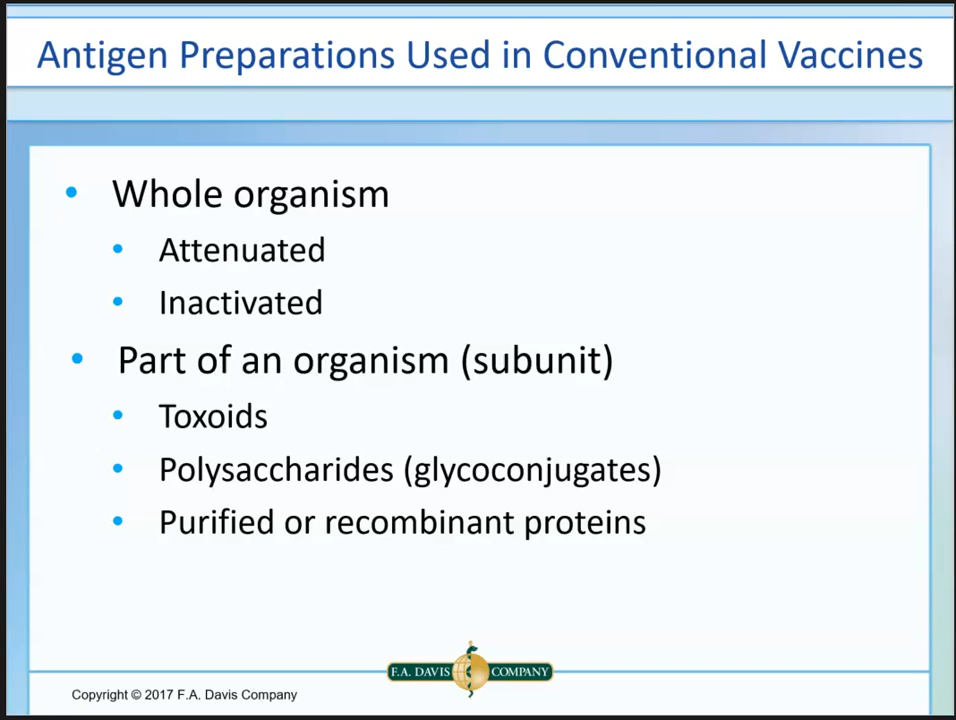 Antigen Preparations Used in Conventional Vaccines
• Whole organism
• Attenuated
• Inactivated
• Part of an organism (subunit)
• Toxoids
• Polysaccharides (glycoconjugates)
• Purified or recombinant proteins
F.A. DAVIS COMPANY
Copyright © 2017 F.A. Davis Company